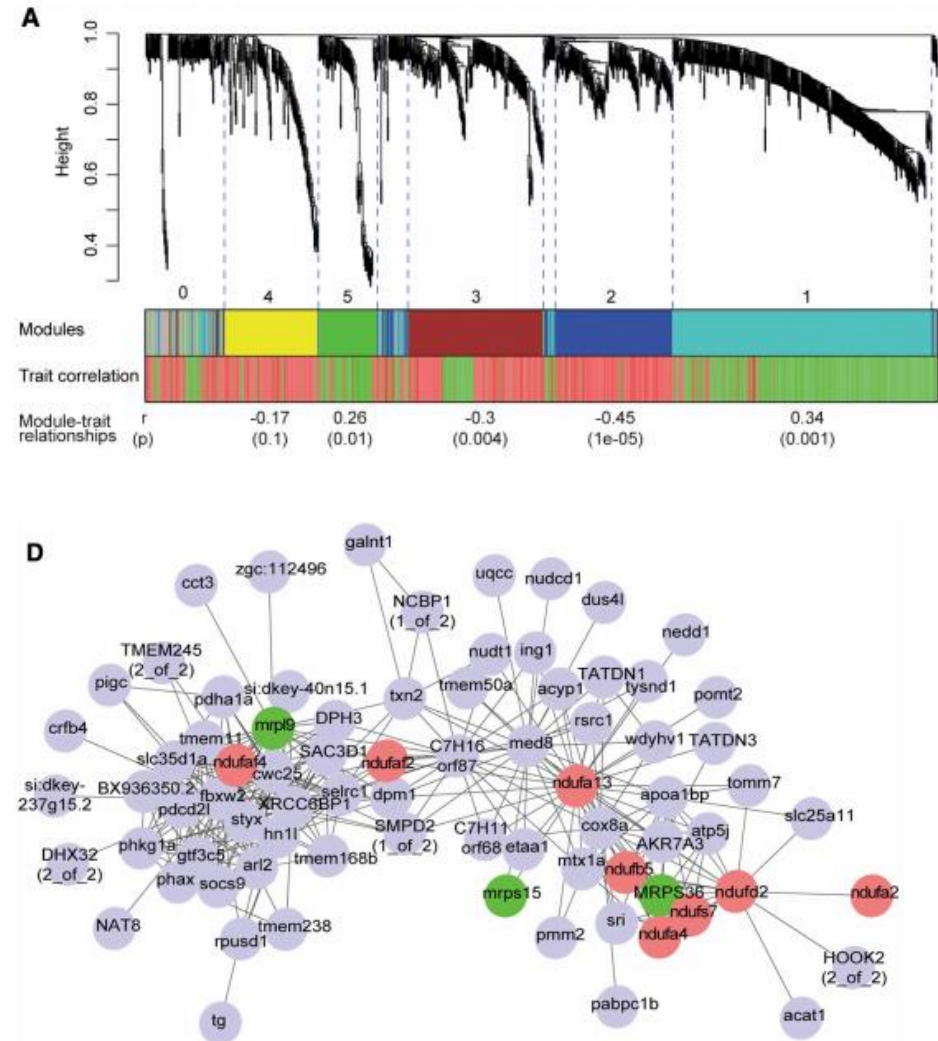 A
Height
1.0
0.8
0.6
0.4
0 4 5 3 2 1
Modules
Trait correlation
Module-trait relationships
r -0.17 0.26 -0.3 -0.45 0.34
(p) (0.1) (0.01) (0.004) (1e-05) (0.001)
D
galnt1
zgc:112496
cct3
uqcc
nudcd1
NCBP1
(1_of_2)
dus4l
nedd1
TMEM245
(2_of_2)
nudt1
ing1
pigc
pdha1a
si:dkey-40n15.1
txn2
tmem50a
acyp1
TATDN1
tysnd1
pomt2
crfb4
mrpl9
DPH3
rsrc1
tmem11
SAC3D1
C7H16
orf87
med8
wdyhv1
TATDN3
slc35d1a
ndufaf4
cwc25
ndufaf2
ndufa13
si:dkey-
237g15.2
BX936350.2
fbxw2
selrc1
dpm1
apoa1bp
tomm7
pdcd2l
styx
XRCC6BP1
slc25a11
hn1l
SMPD2
(1_of_2)
C7H11
orf68
cox8a
atp5j
phkg1a
gtf3c5
arl2
tmem168b
etaa1
mtx1a
AKR7A3
DHX32
(2_of_2)
phax
socs9
ndufb5
mrps15
MRPS36
ndufd2
ndufa2
NAT8
ndufs7
rpusd1
tmem238
sri
pmm2
ndufa4
HOOK2
(2_of_2)
tg
pabpc1b
acat1